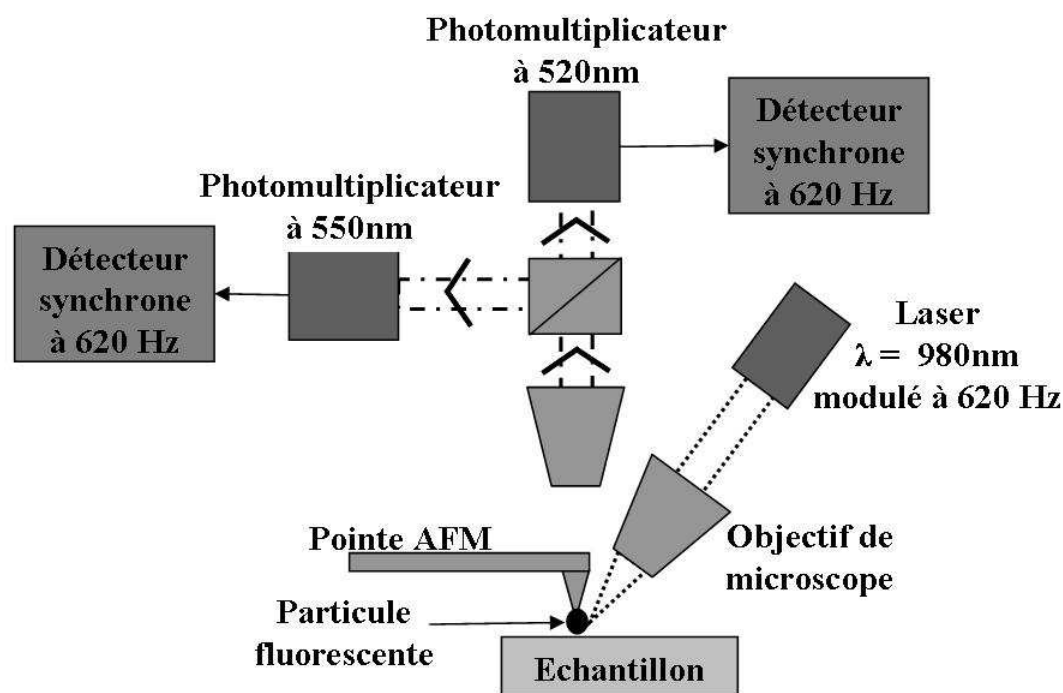 Photomultiplicateur
à 520nm
Détecteur
synchrone
à 620 Hz
Photomultiplicateur
à 550nm
Détecteur
synchrone
à 620 Hz
Laser
λ = 980nm
modulé à 620 Hz
Pointe AFM
Objectif de
microscope
Particule
fluorescente
Echantillon